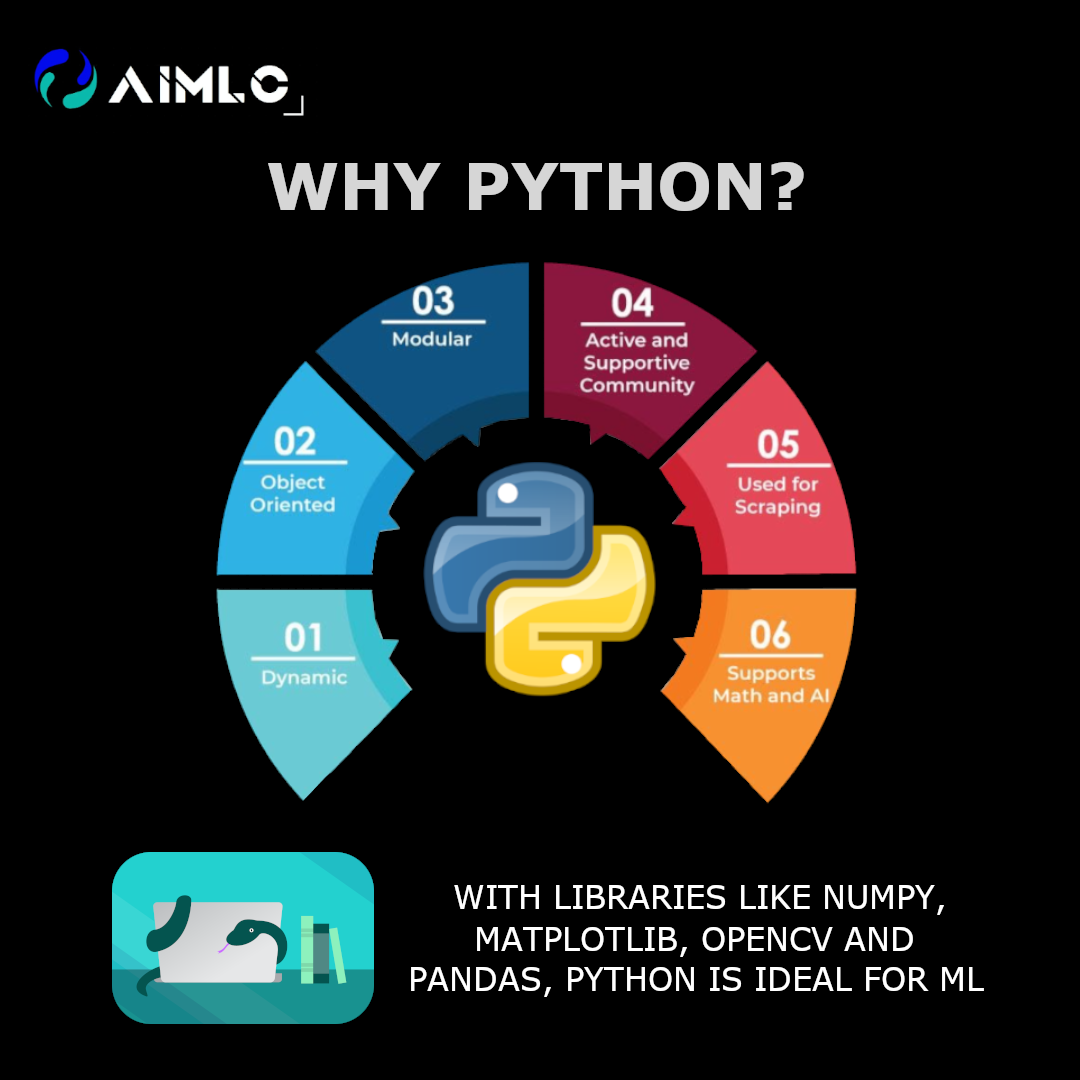 AIMLC
WHY PYTHON?
01
Dynamic
02
Object
Oriented
03
Modular
04
Active and
Supportive
Community
05
Used for
Scraping
06
Supports
Math and AI
WITH LIBRARIES LIKE NUMPY,
MATPLOTLIB, OPENCV AND
PANDAS, PYTHON IS IDEAL FOR ML